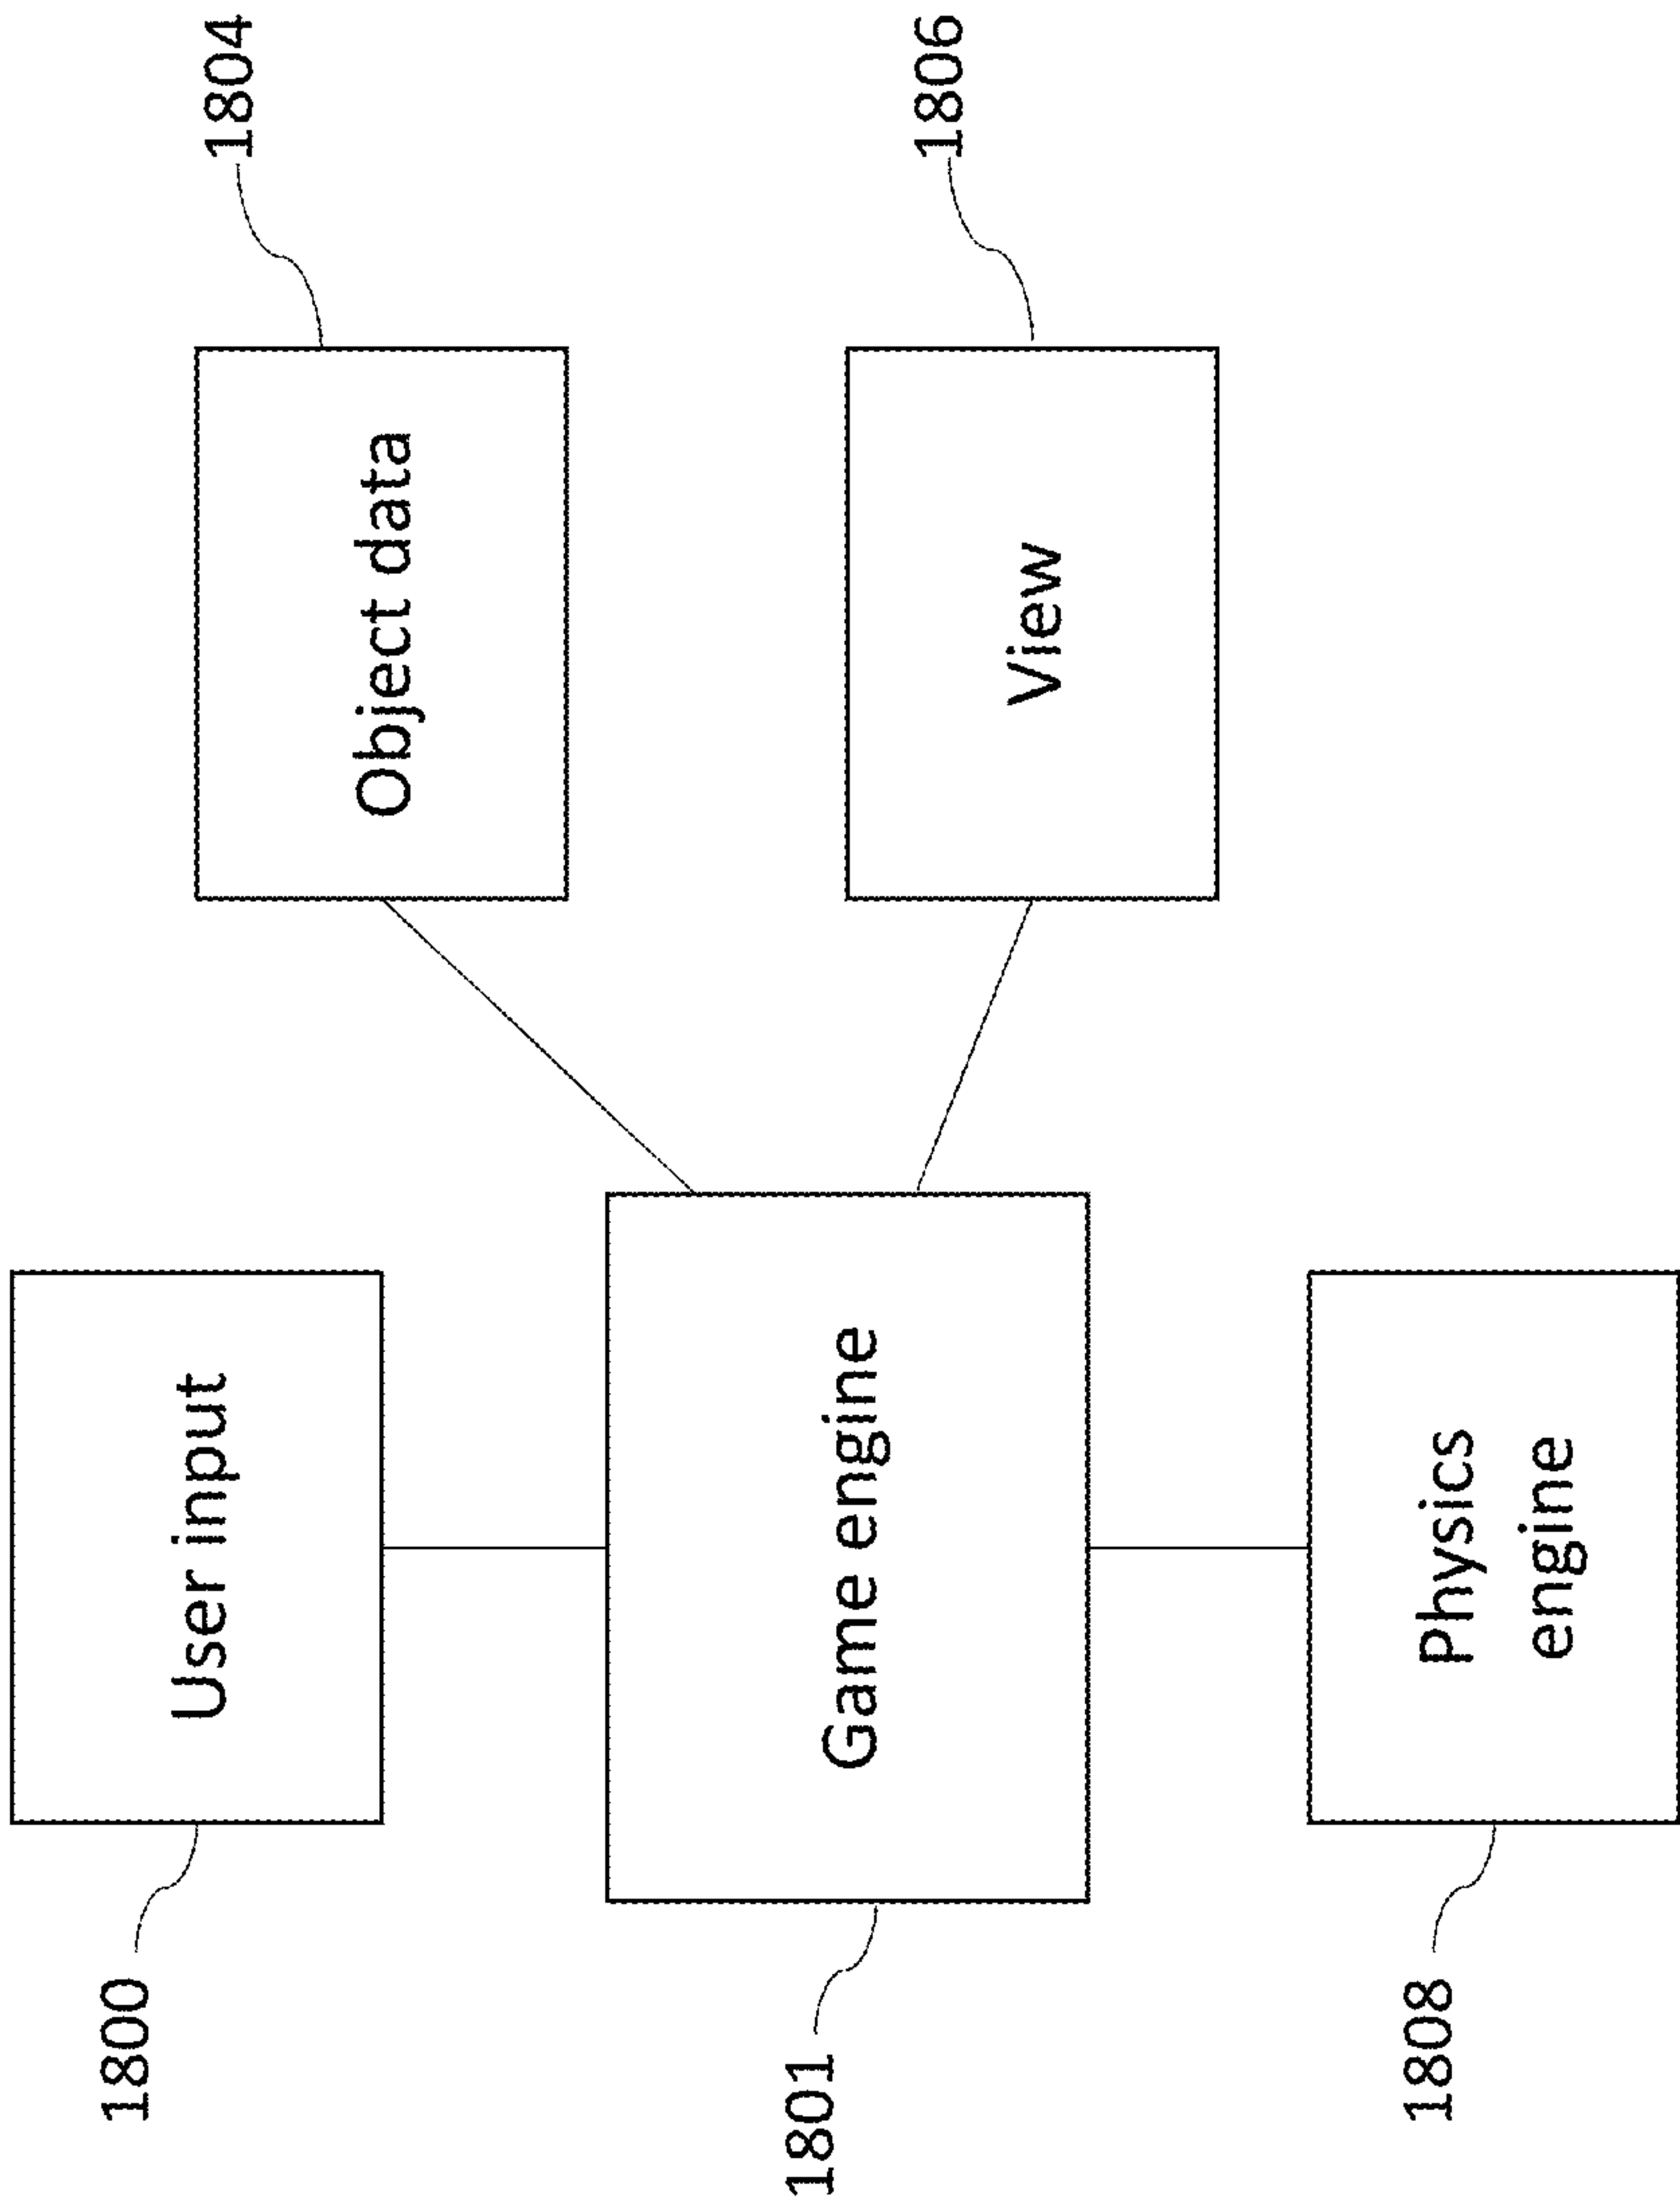 1800
User input
1804
Object data
1801
Game engine
1806
View
1808
Physics
engine